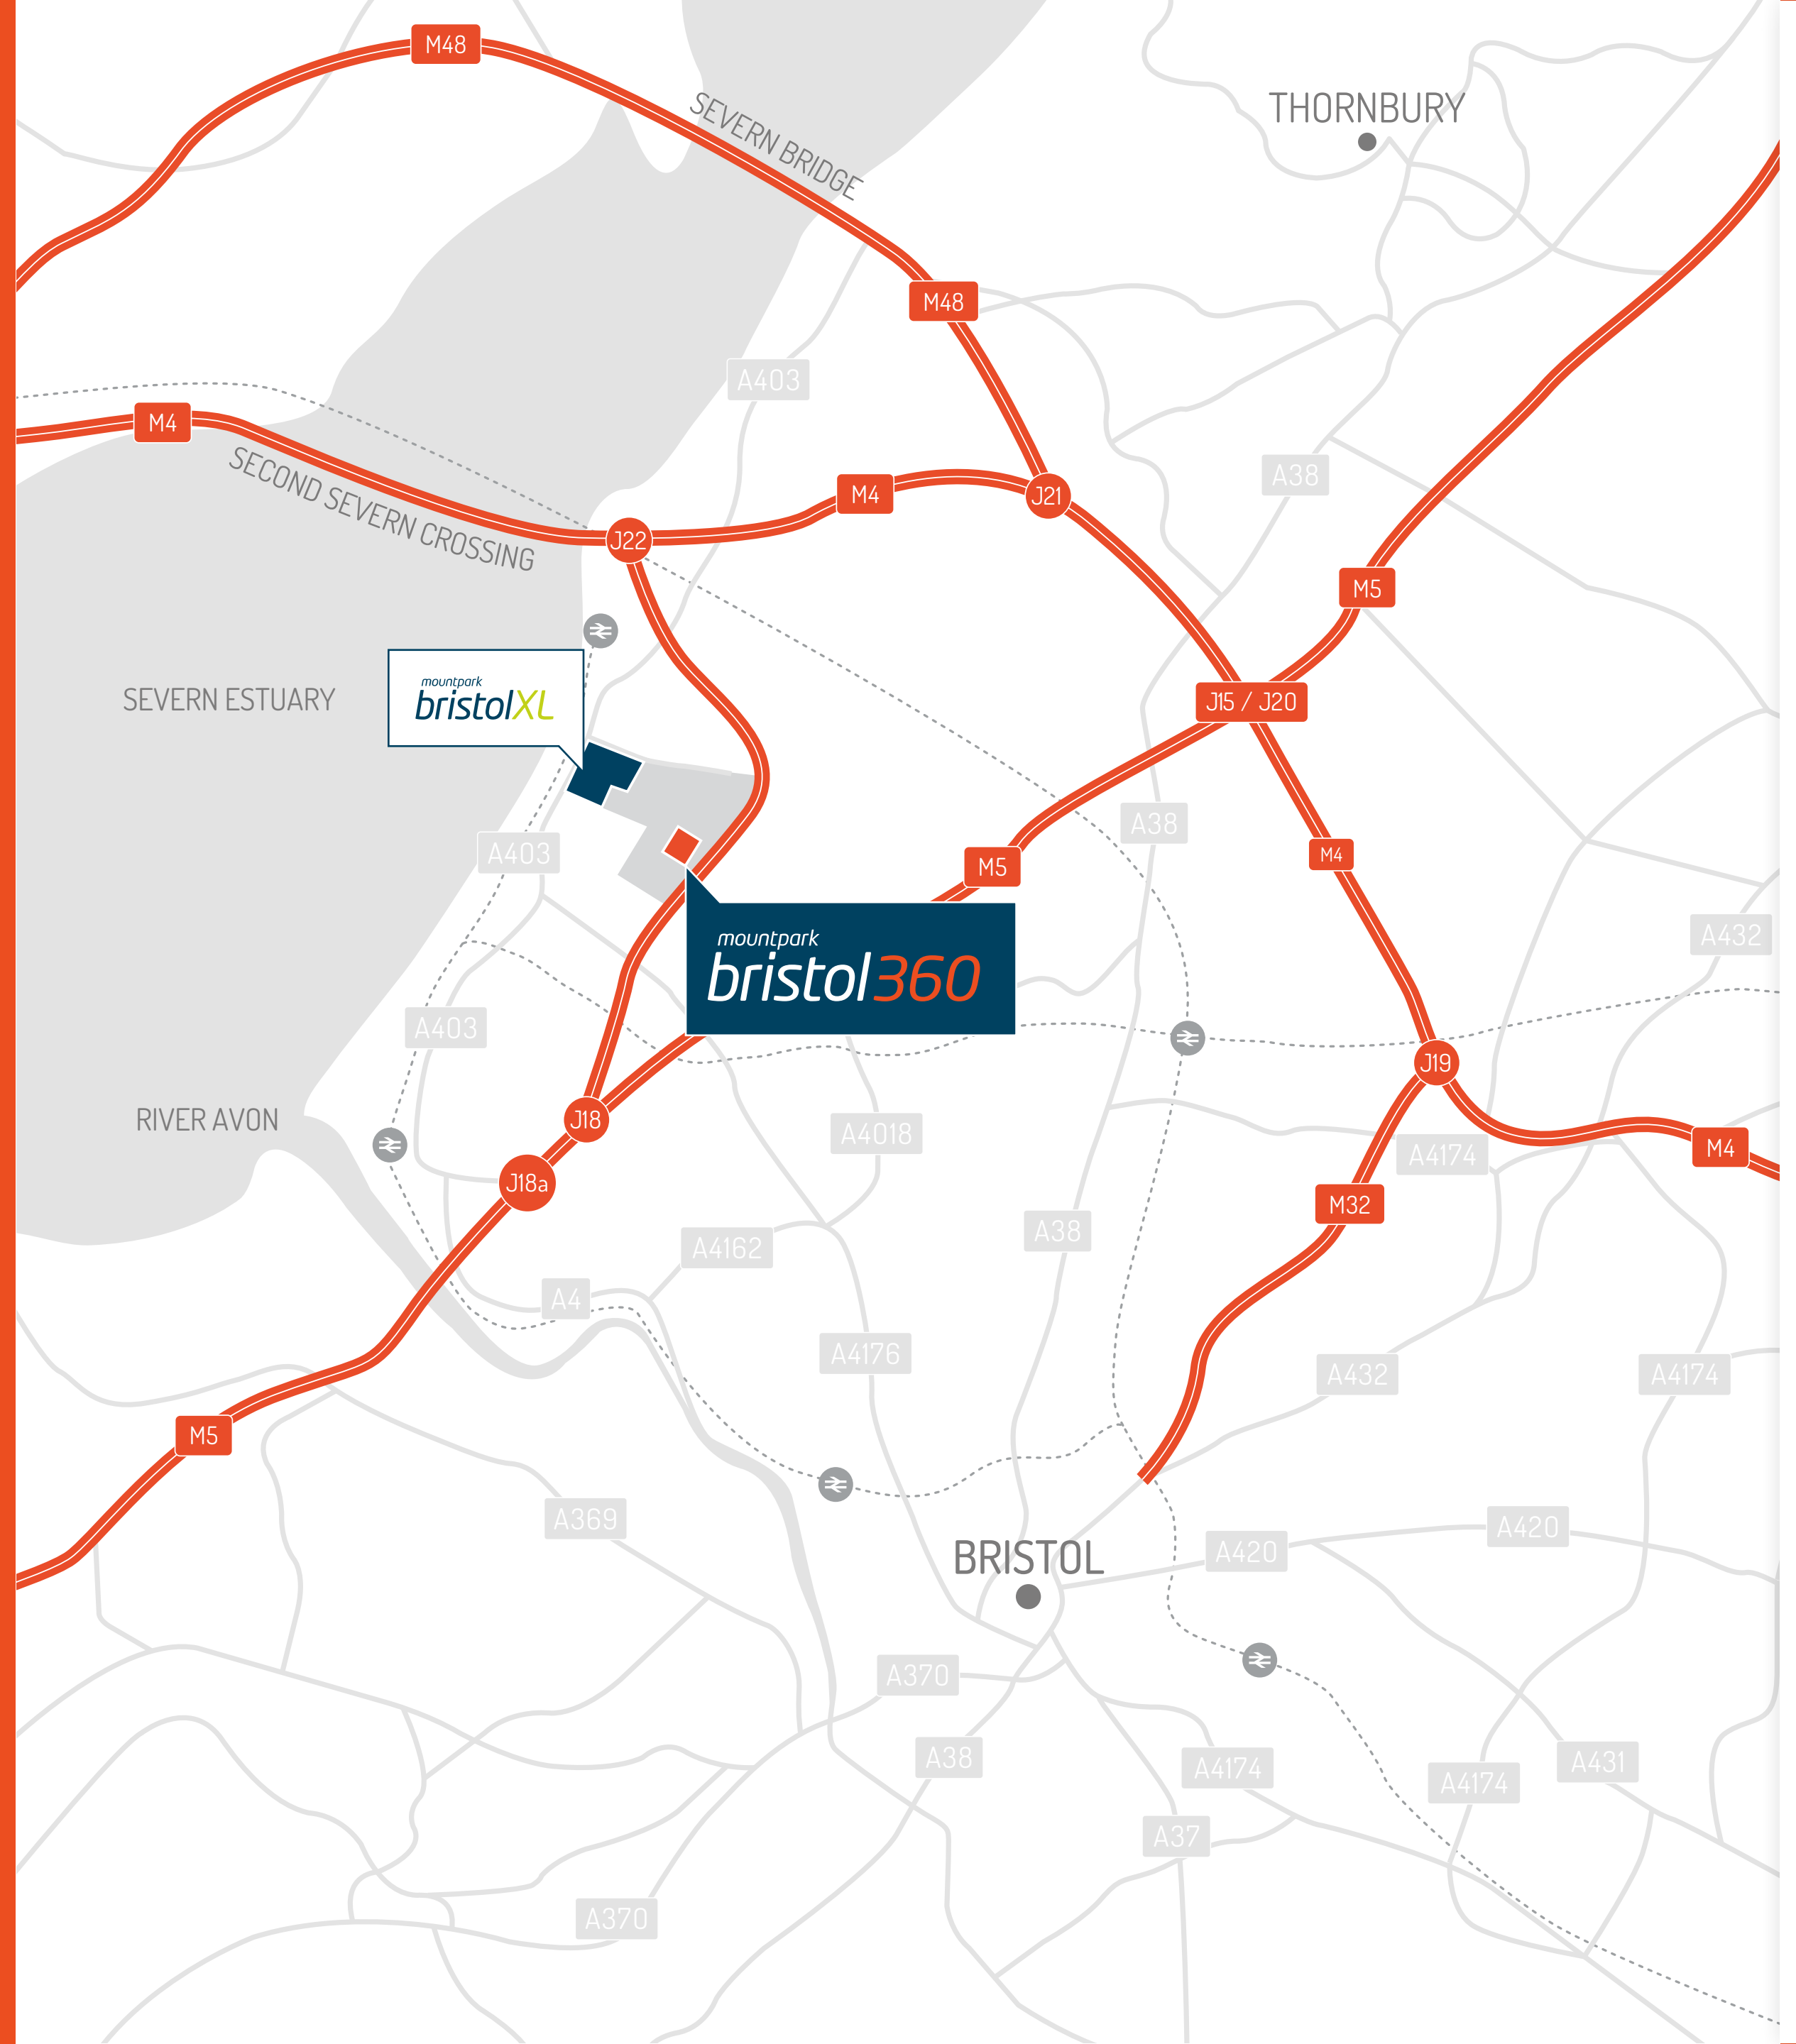 M48
SEVERN BRIDGE
THORNBURY
M48
A403
M4
SECOND SEVERN CROSSING
M4
J21
A38
J22
M5
SEVERN ESTUARY
mountpark
bristolXL
J15 / J20
A38
A403
M5
M4
A432
mountpark
bristol360
A403
J19
RIVER AVON
J18
A4018
A4174
M4
J18a
M32
A38
A4162
A4
A4176
A432
A4174
M5
A369
A420
A420
BRISTOL
A370
A38
A4174
A431
A4174
A37
A370